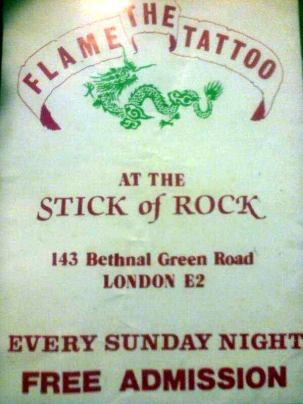 FLAME THE TATTOO
AT THE
STICK of ROCK
143 Bethnal Green Road
LONDON E2
EVERY SUNDAY NIGHT
FREE ADMISSION